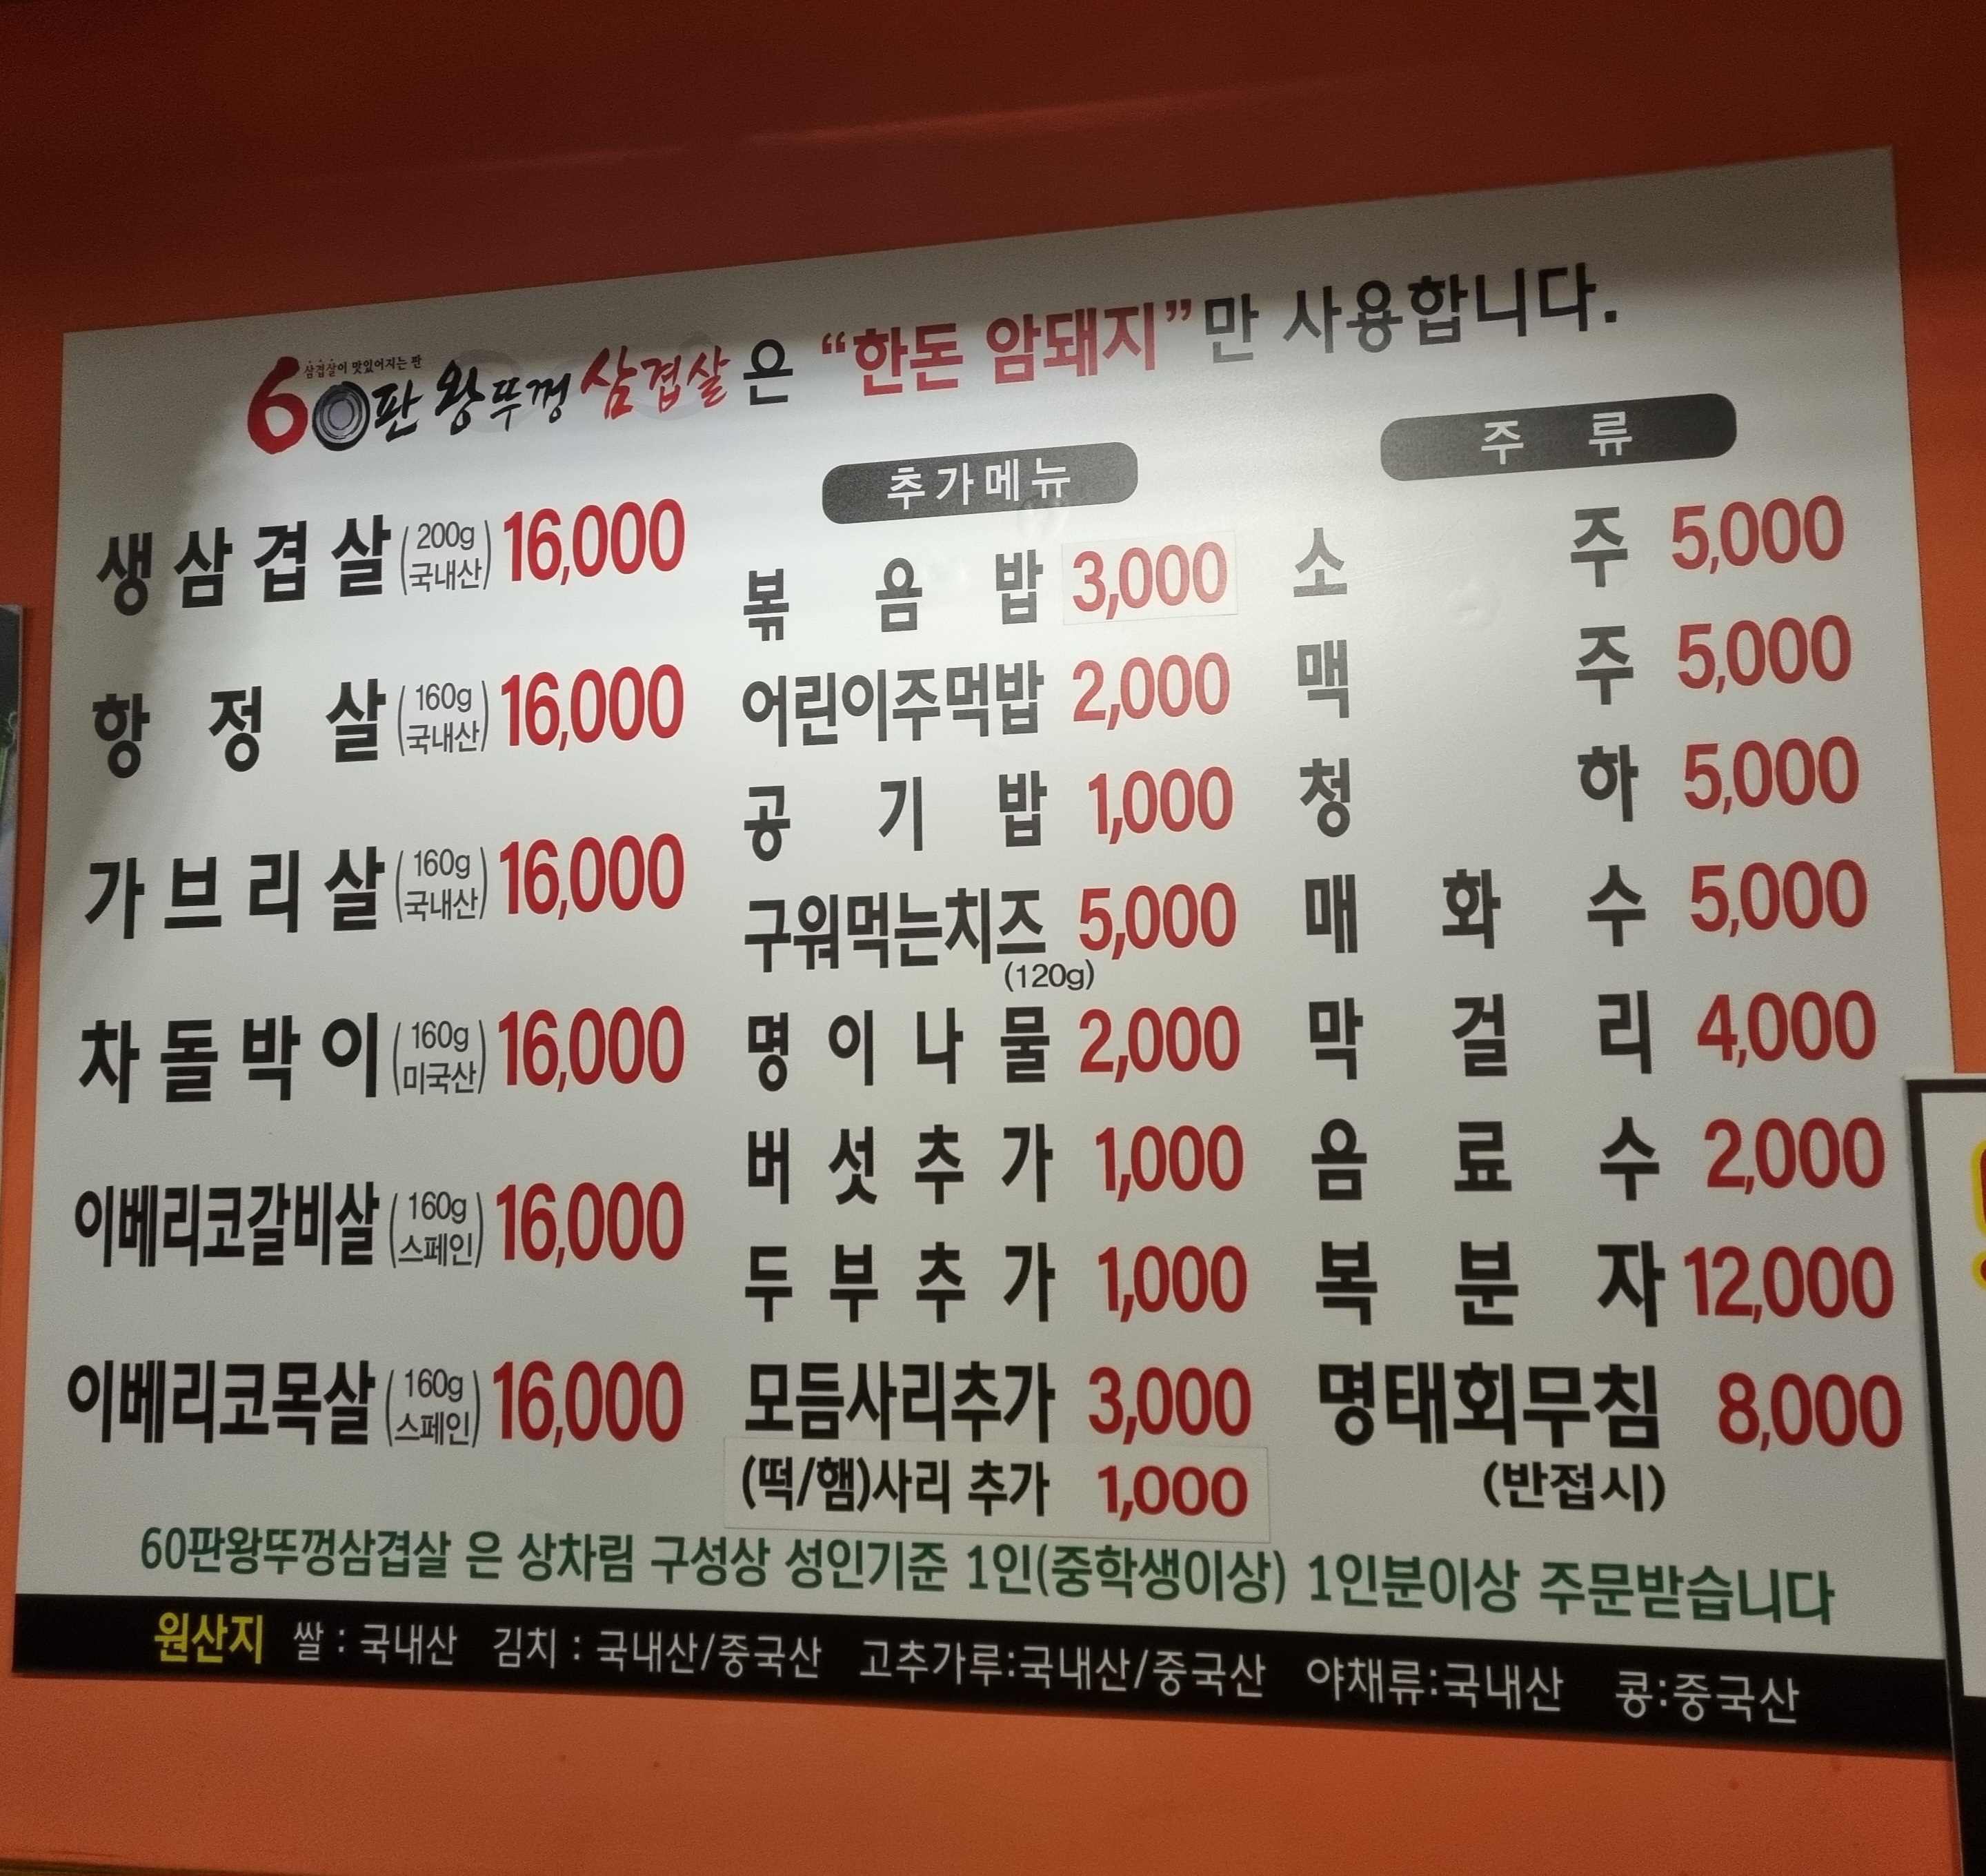 삼겹살이 맛있어지는 판
60판 왕뚜껑 삼겹살은 “한돈 암돼지”만 사용합니다.
생삼겹살(200g 국내산) 16,000
항정살(160g 국내산) 16,000
가브리살(160g 국내산) 16,000
차돌박이(160g 미국산) 16,000
이베리코갈비살(160g 스페인) 16,000
이베리코목살(160g 스페인) 16,000
추가메뉴
볶음밥 3,000
어린이주먹밥 2,000
공기밥 1,000
구워먹는치즈 5,000
(120g)
명이나물 2,000
버섯추가 1,000
두부추가 1,000
모듬사리추가 3,000
(떡/햄)사리 추가 1,000
주류
소주 5,000
맥주 5,000
청하 5,000
매화수 5,000
막걸리 4,000
음료수 2,000
복분자 12,000
명태회무침 8,000
(반접시)
60판왕뚜껑삼겹살 은 상차림 구성상 성인기준 1인(중학생이상) 1인분이상 주문받습니다
원산지 쌀 : 국내산 김치 : 국내산/중국산 고추가루:국내산/중국산 야채류:국내산 콩:중국산